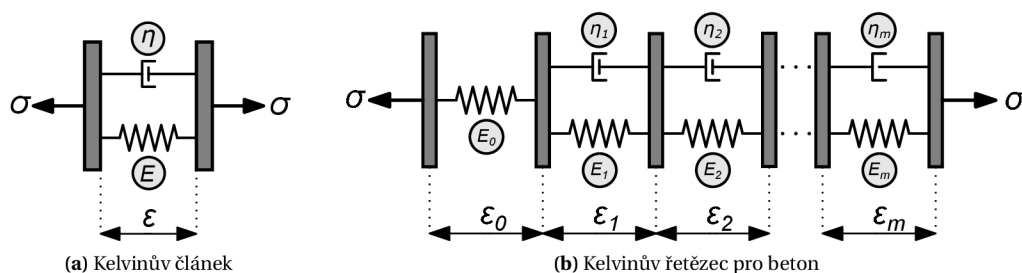 η η₁ η₂ ηₘ
σ σ σ ... σ
E E₀ E₁ E₂ ... Eₘ
ε ε₀ ε₁ ε₂ εₘ
(a) Kelvinův článek (b) Kelvinův řetězec pro beton